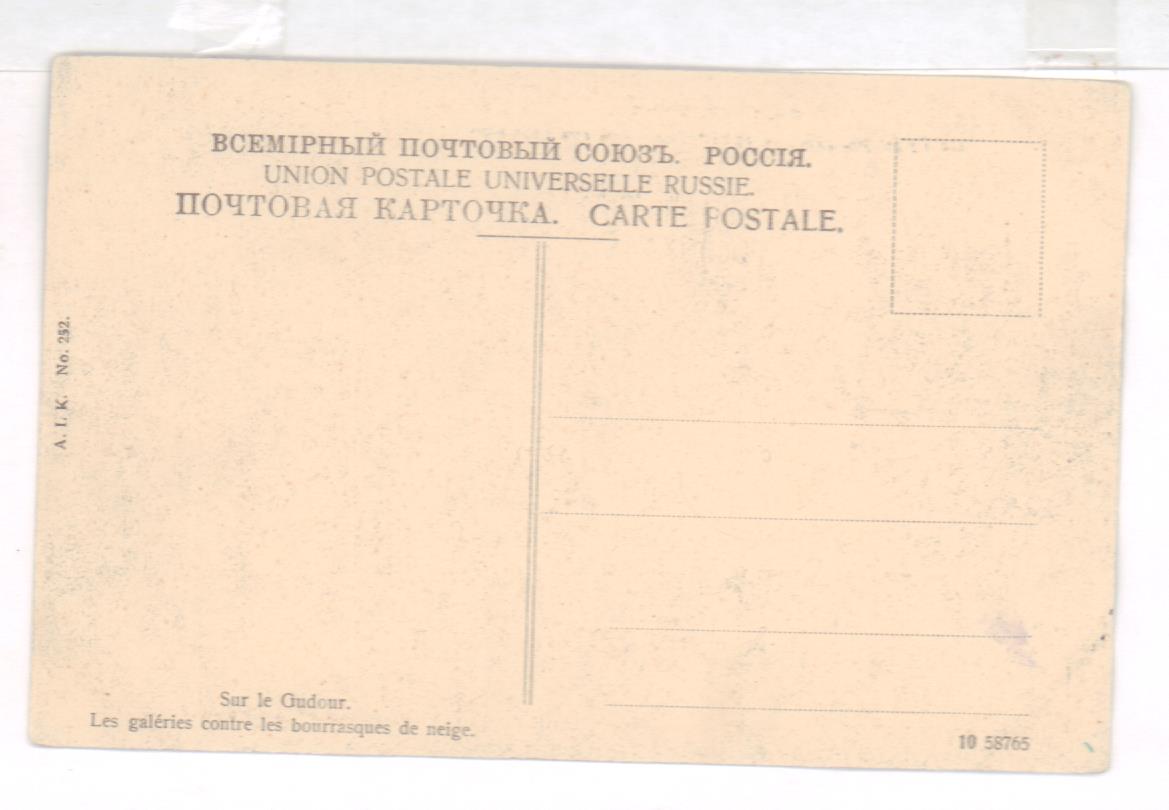 ВСЕМІРНЫЙ ПОЧТОВЫЙ СОЮЗЪ. РОССІЯ.
UNION POSTALE UNIVERSELLE RUSSIE.
ПОЧТОВАЯ КАРТОЧКА. CARTE POSTALE.
A. I. K. No. 252.
Sur le Gudour.
Les galéries contre les bourrasques de neige.
10 58765